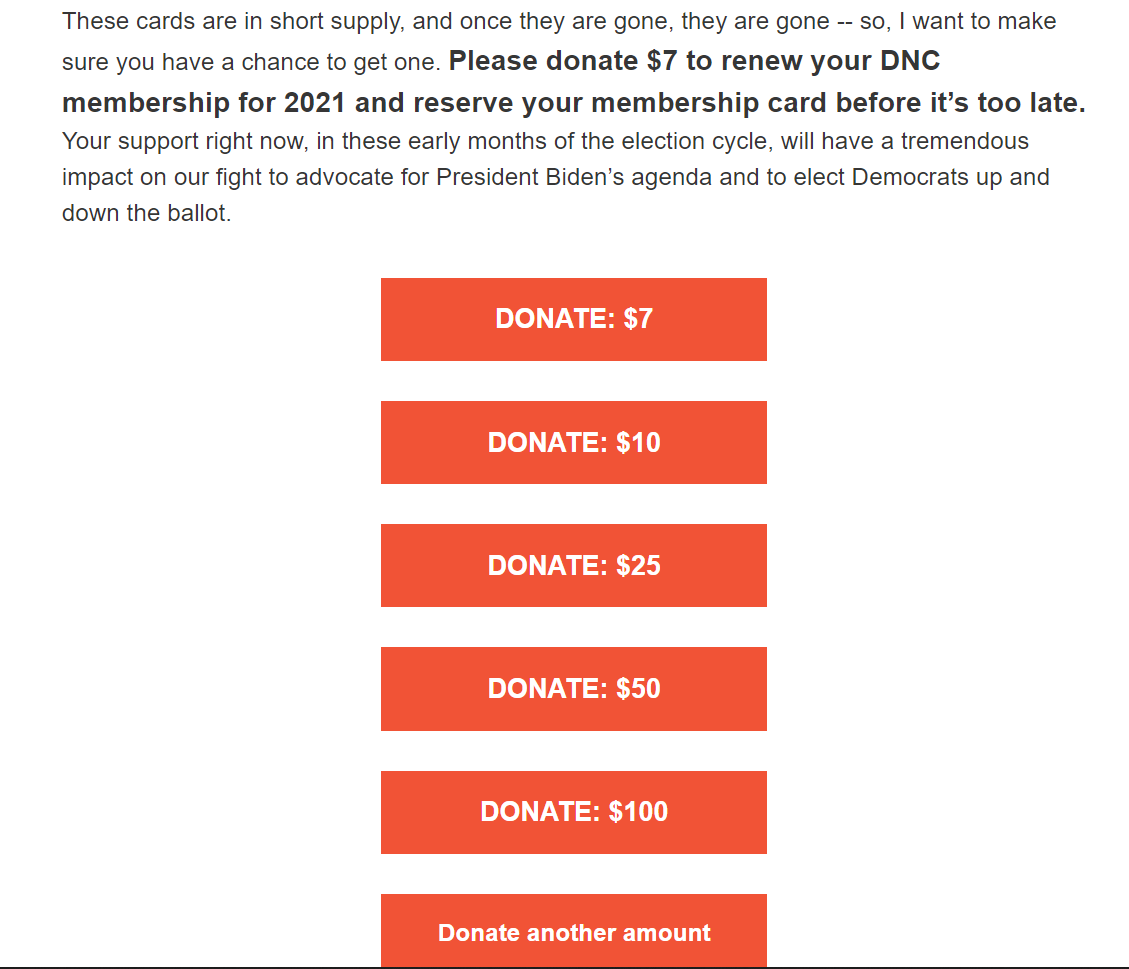 These cards are in short supply, and once they are gone, they are gone -- so, I want to make
sure you have a chance to get one. Please donate $7 to renew your DNC
membership for 2021 and reserve your membership card before it’s too late.
Your support right now, in these early months of the election cycle, will have a tremendous
impact on our fight to advocate for President Biden’s agenda and to elect Democrats up and
down the ballot.
DONATE: $7
DONATE: $10
DONATE: $25
DONATE: $50
DONATE: $100
Donate another amount